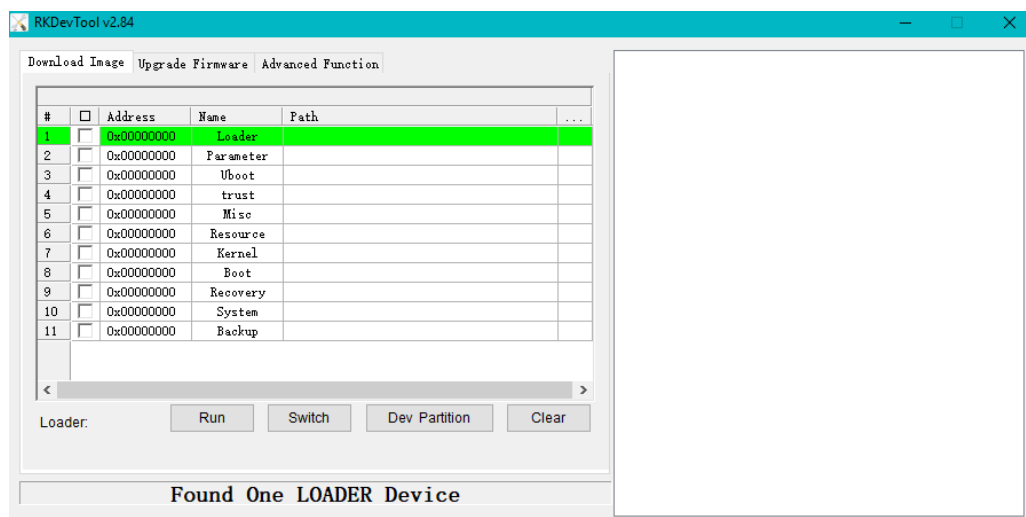 RKDevTool v2.84
Download Image Upgrade Firmware Advanced Function
# Address Name Path ...
1 0x00000000 Loader
2 0x00000000 Parameter
3 0x00000000 Uboot
4 0x00000000 trust
5 0x00000000 Misc
6 0x00000000 Resource
7 0x00000000 Kernel
8 0x00000000 Boot
9 0x00000000 Recovery
10 0x00000000 System
11 0x00000000 Backup
Loader: Run Switch Dev Partition Clear
Found One LOADER Device